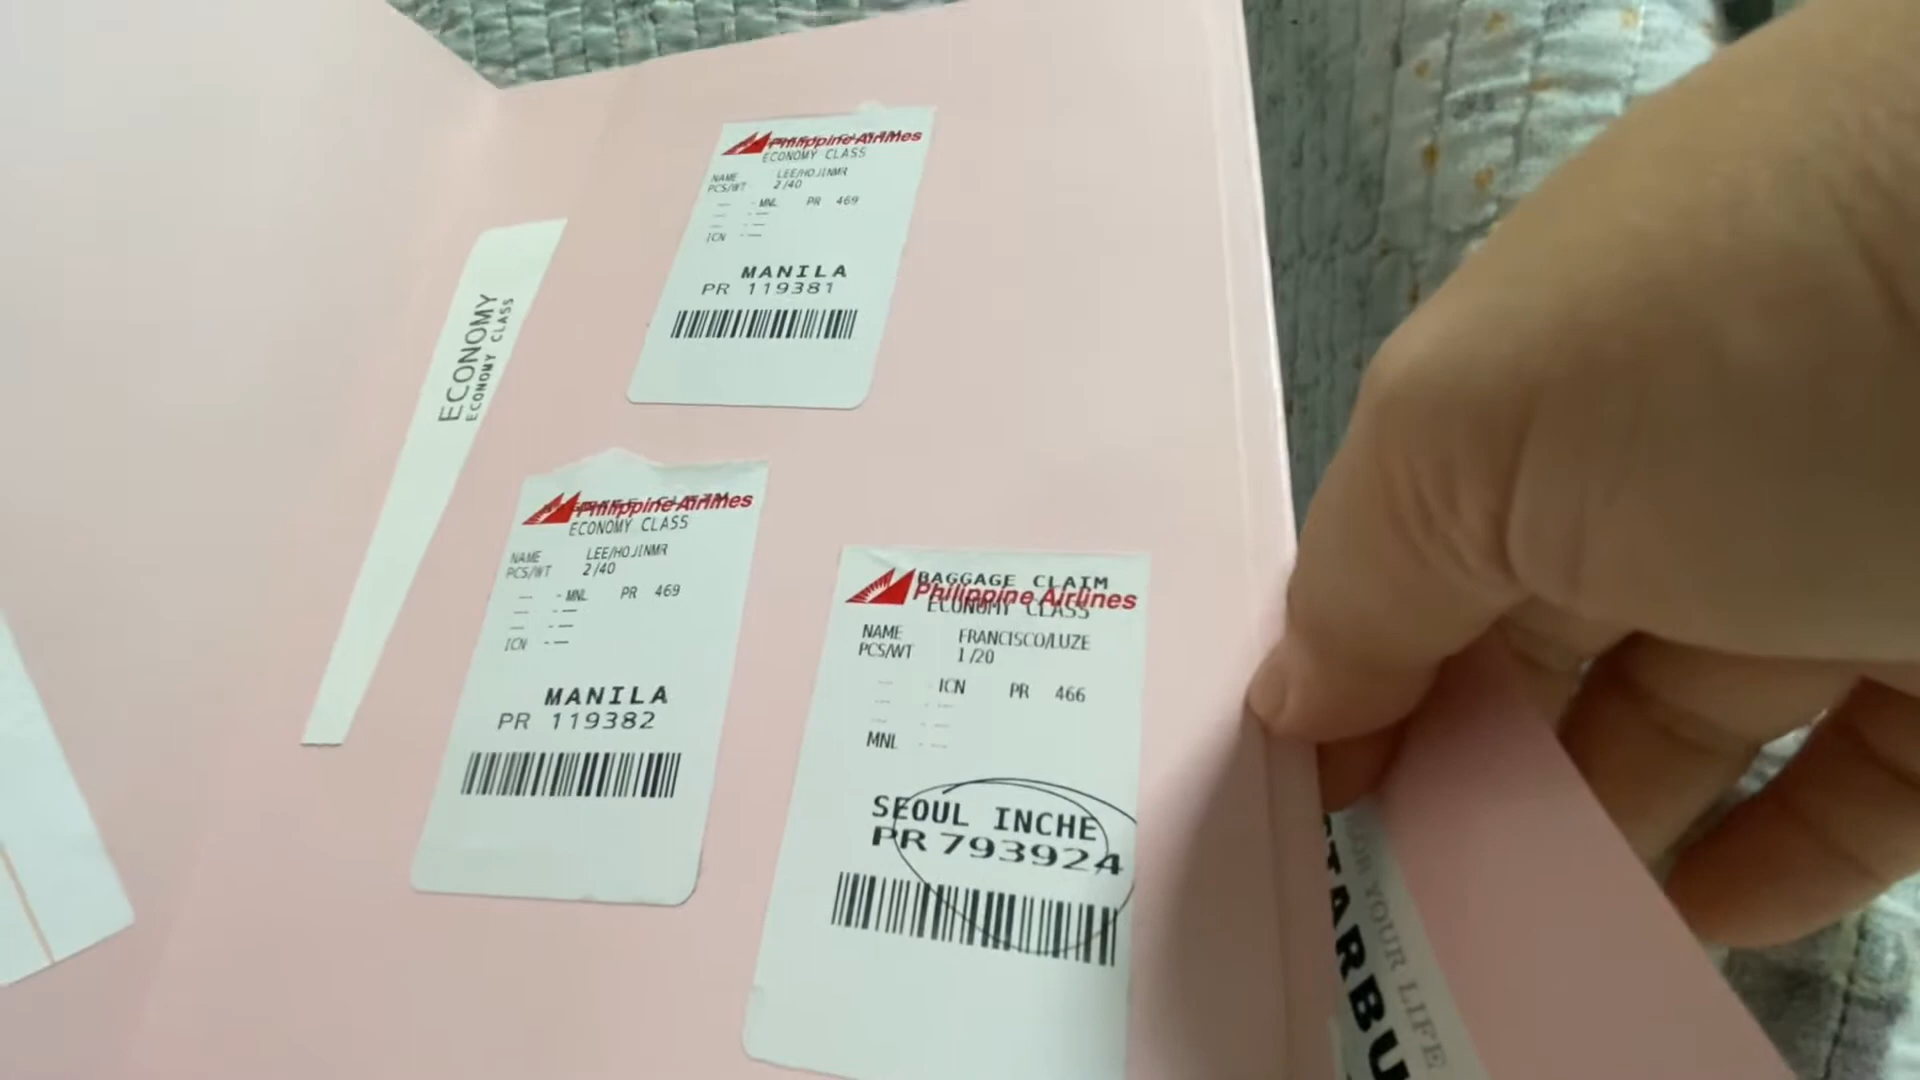 Philippine Airlines
ECONOMY CLASS
NAME LEE/HOJINMR
PCS/WT 2/40
MNL PR 469
ICN
MANILA
PR 119381
ECONOMY
ECONOMY CLASS
Philippine Airlines
ECONOMY CLASS
NAME LEE/HOJINMR
PCS/WT 2/40
MNL PR 469
ICN
MANILA
PR 119382
BAGGAGE CLAIM
Philippine Airlines
ECONOMY CLASS
NAME FRANCISCO/LUZE
PCS/WT 1/20
ICN PR 466
MNL
SEOUL INCHE
PR 793924
YOUR LIFE
STARBU